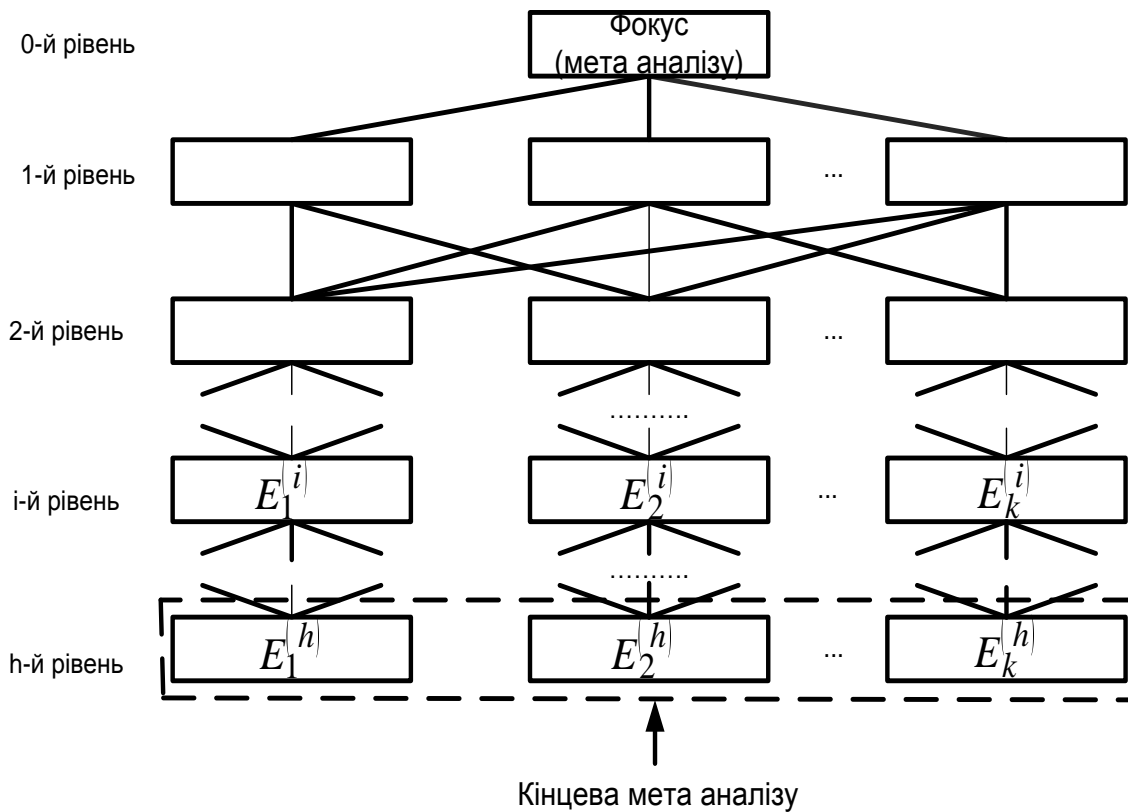 0-й рівень
Фокус
(мета аналізу)
1-й рівень
...
2-й рівень
...
..........
i-й рівень
E₁⁽ⁱ⁾
E₂⁽ⁱ⁾
...
Eₖ⁽ⁱ⁾
..........
h-й рівень
E₁⁽ʰ⁾
E₂⁽ʰ⁾
...
Eₖ⁽ʰ⁾
Кінцева мета аналізу